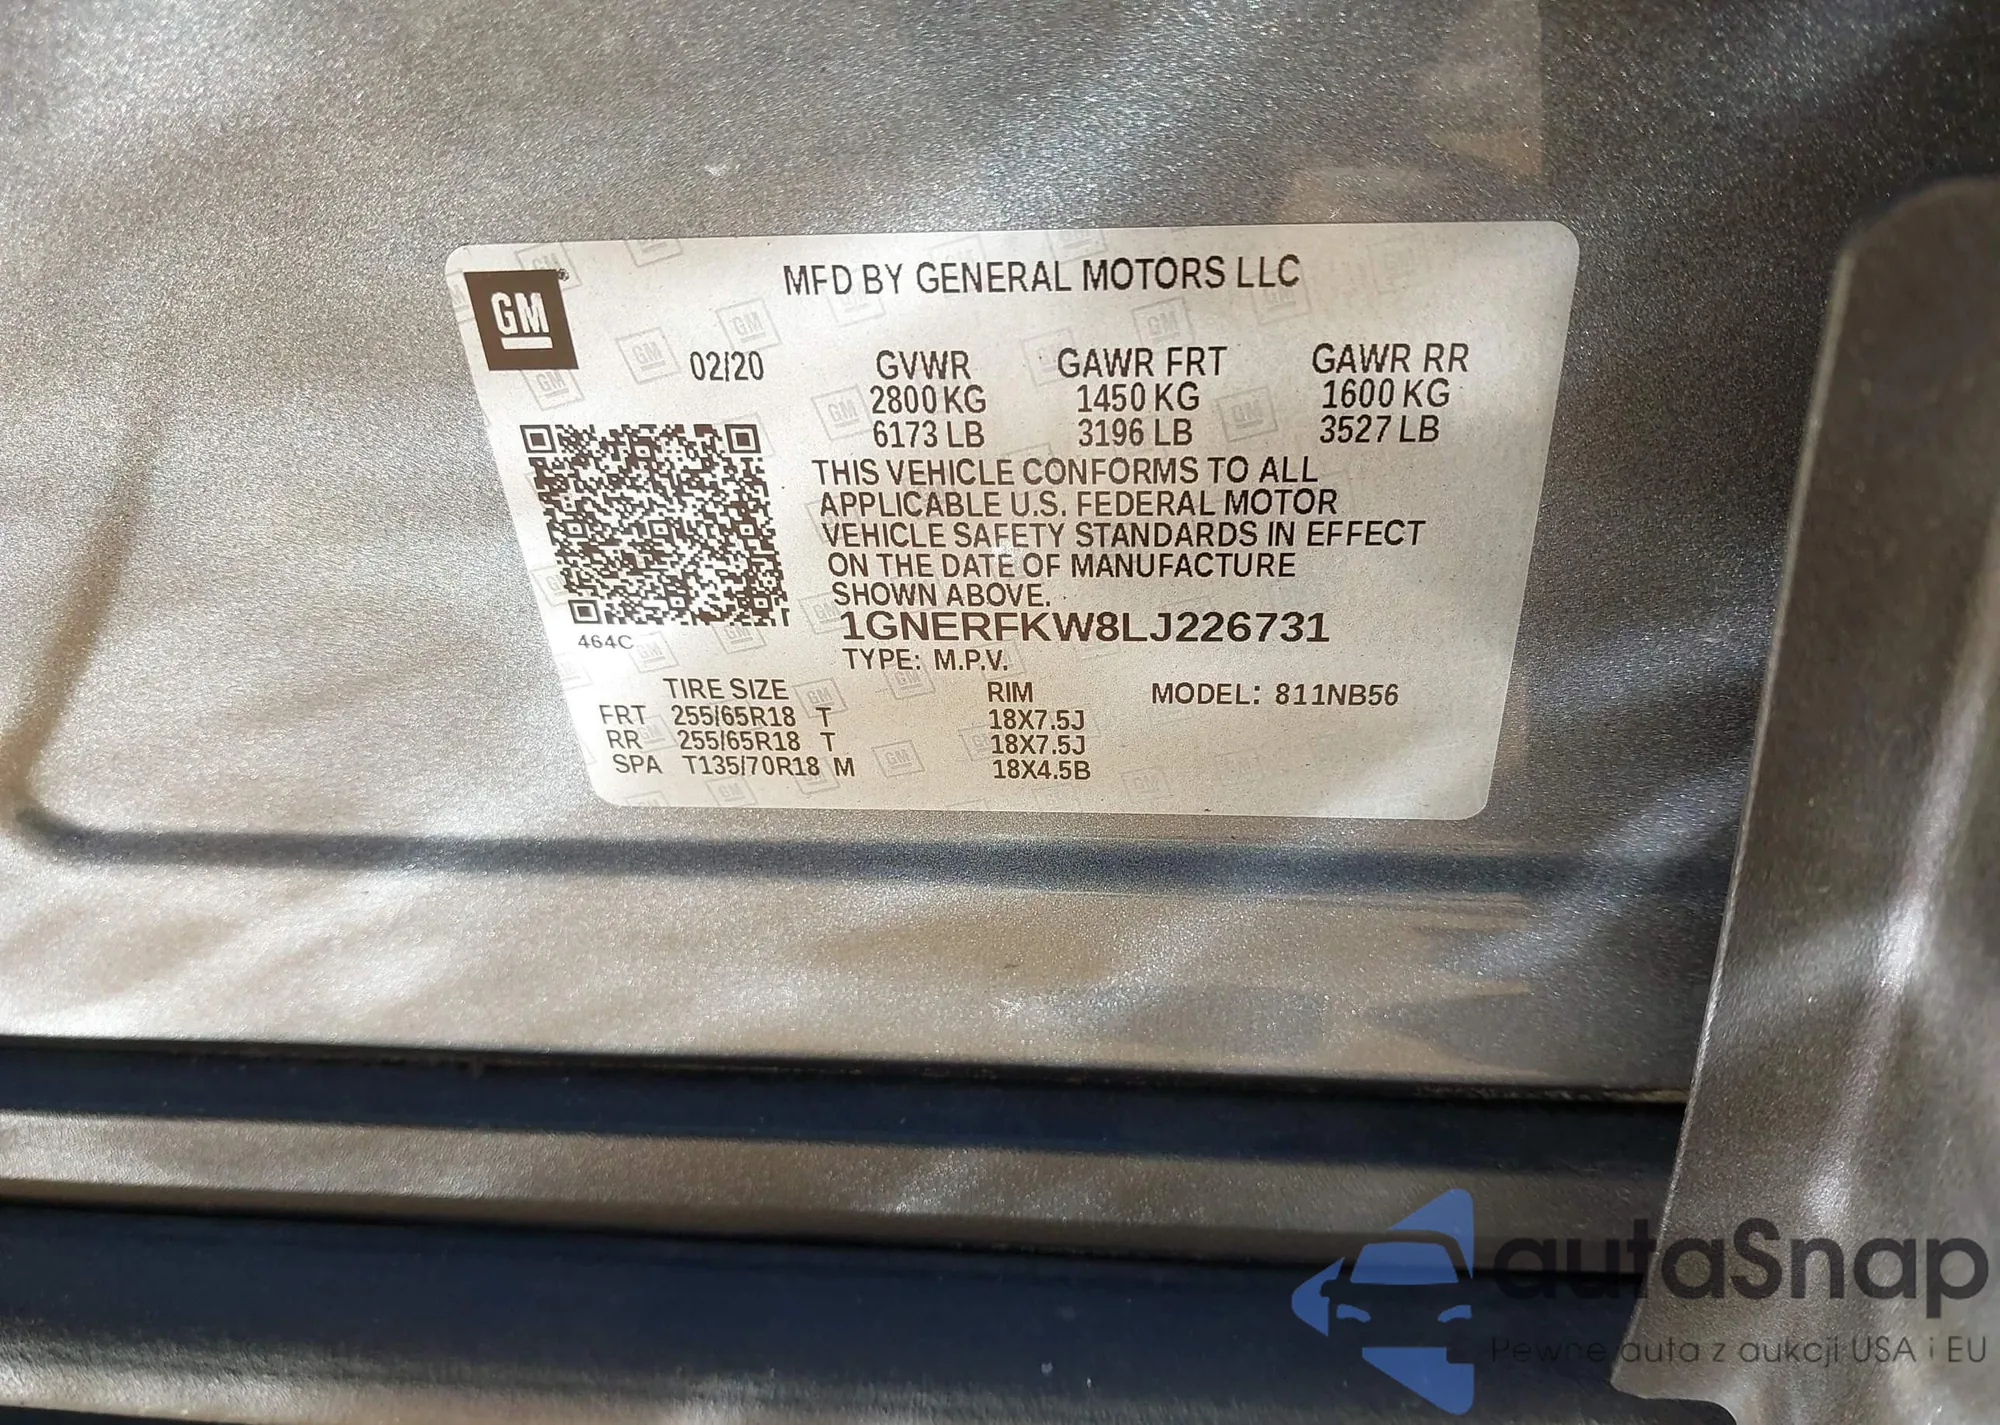 GM
MFD BY GENERAL MOTORS LLC
02/20 GVWR GAWR FRT GAWR RR
2800 KG 1450 KG 1600 KG
6173 LB 3196 LB 3527 LB
THIS VEHICLE CONFORMS TO ALL
APPLICABLE U.S. FEDERAL MOTOR
VEHICLE SAFETY STANDARDS IN EFFECT
ON THE DATE OF MANUFACTURE
SHOWN ABOVE.
464C
1GNERFKW8LJ226731
TYPE: M.P.V.
TIRE SIZE RIM MODEL: 811NB56
FRT 255/65R18 T 18X7.5J
RR 255/65R18 T 18X7.5J
SPA T135/70R18 M 18X4.5B
autaSnap
Pewne auta z aukcji USA i EU